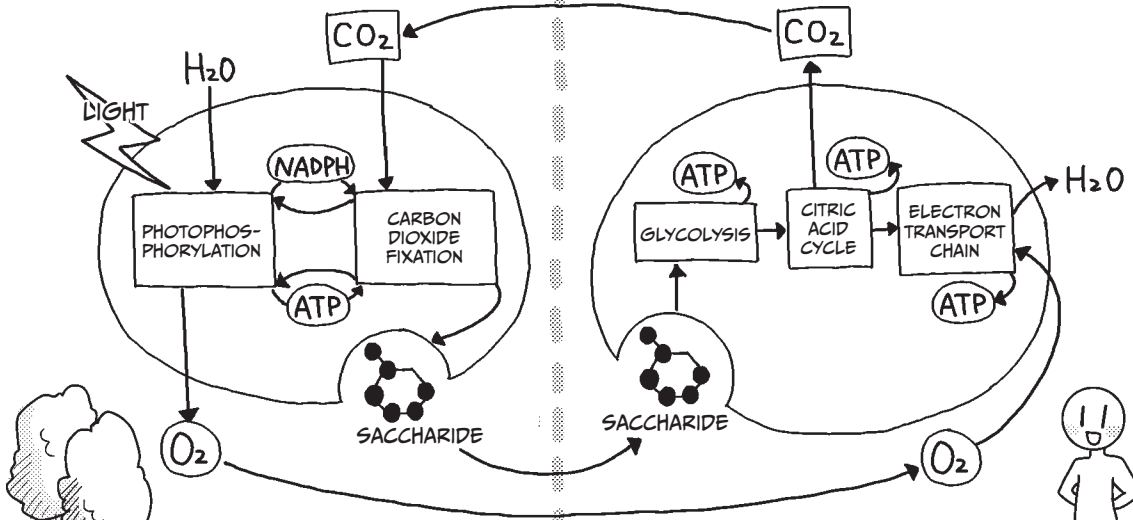 CO₂
H₂O
LIGHT
NADPH
PHOTOPHOS-
PHORYLATION
CARBON
DIOXIDE
FIXATION
ATP
SACCHARIDE
O₂
CO₂
ATP
ATP
GLYCOLYSIS
CITRIC
ACID
CYCLE
ELECTRON
TRANSPORT
CHAIN
H₂O
ATP
SACCHARIDE
O₂